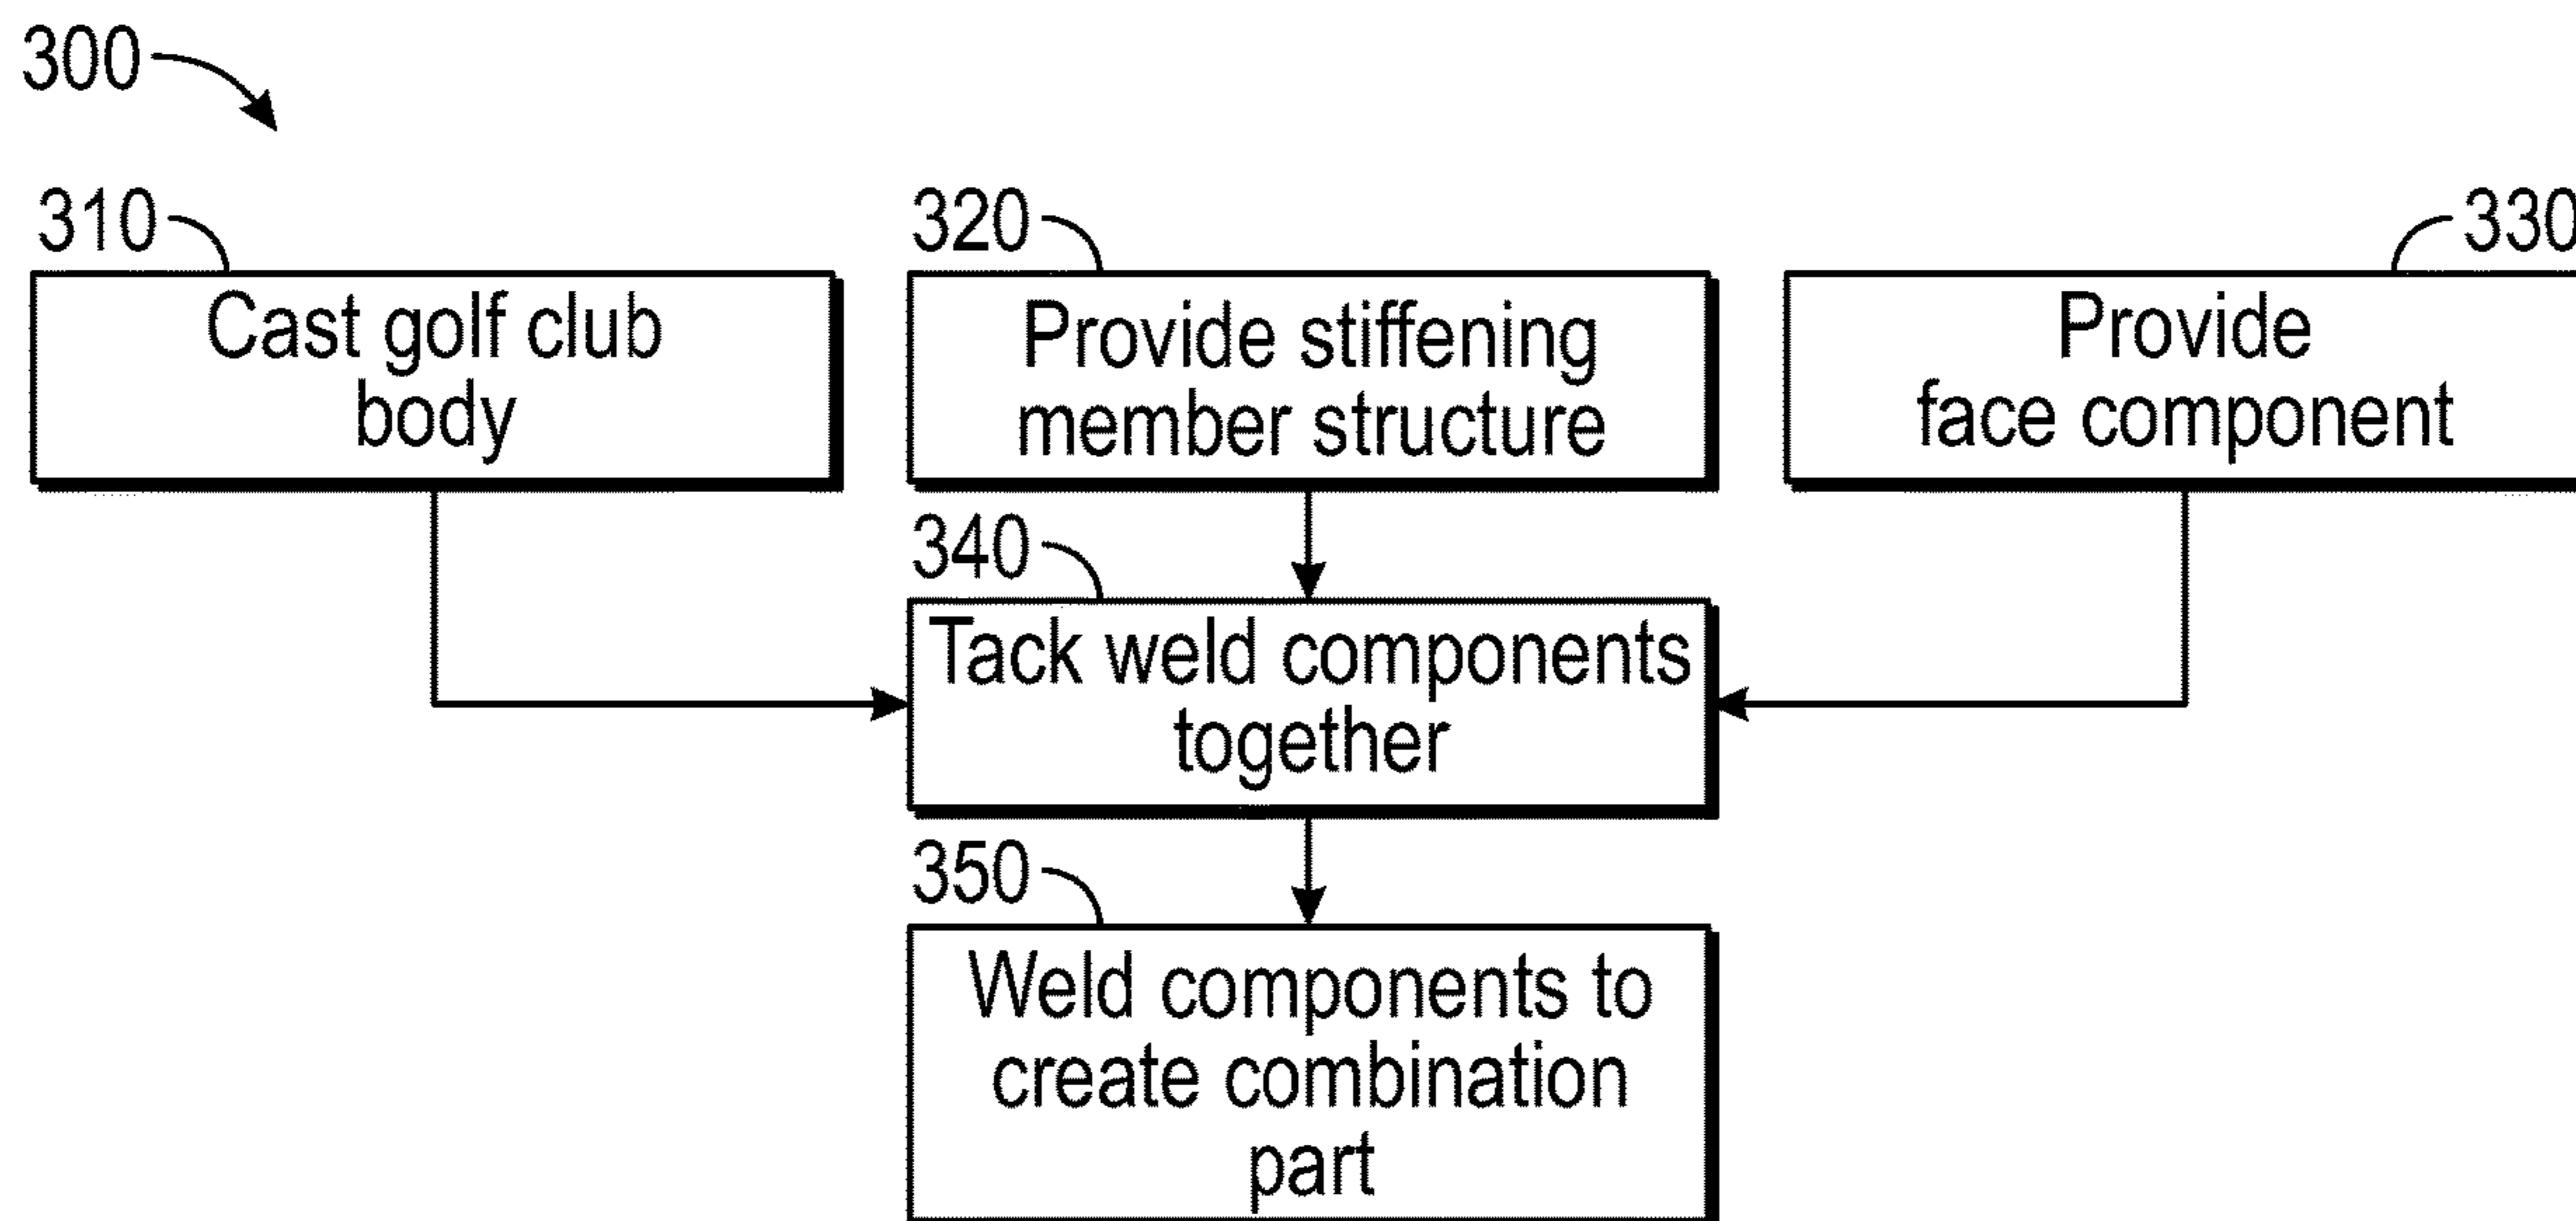 300
310
Cast golf club
body
320
Provide stiffening
member structure
330
Provide
face component
340
Tack weld components
together
350
Weld components to
create combination
part